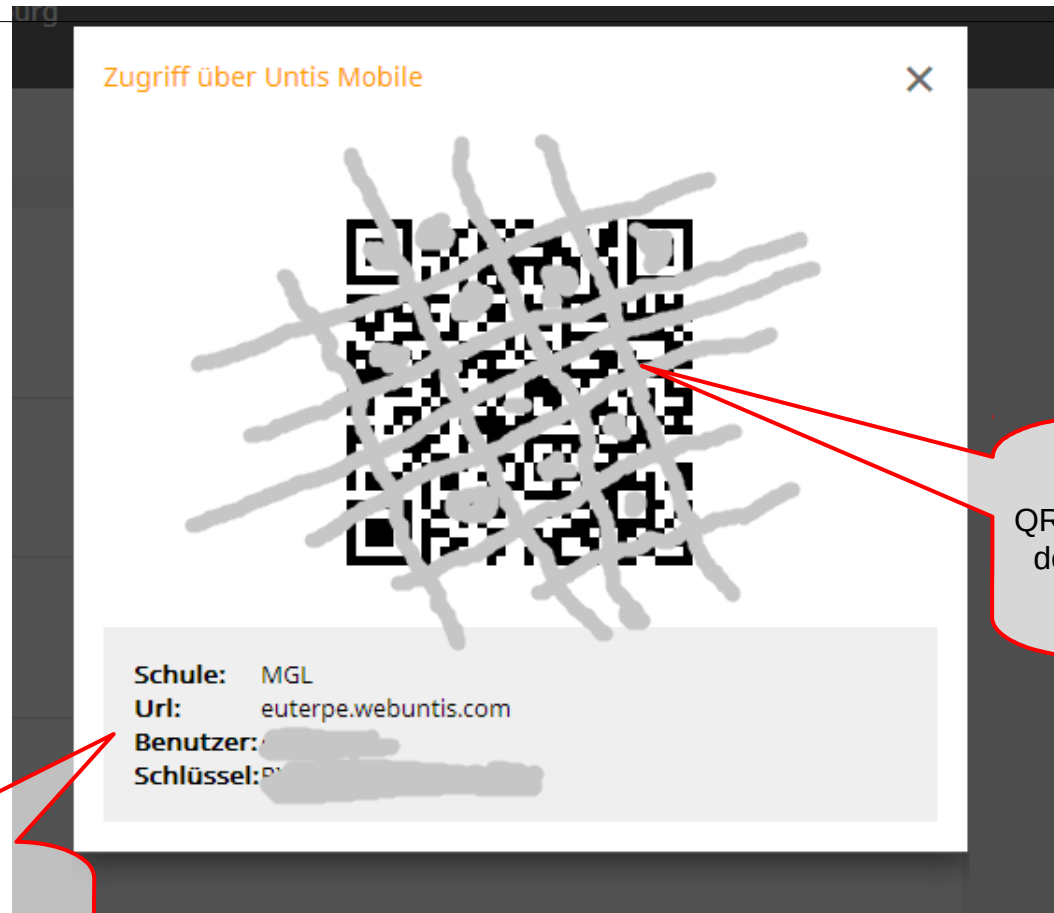 urg
Zugriff über Untis Mobile
QR
de
Schule: MGL
Url: euterpe.webuntis.com
Benutzer:
Schlüssel: